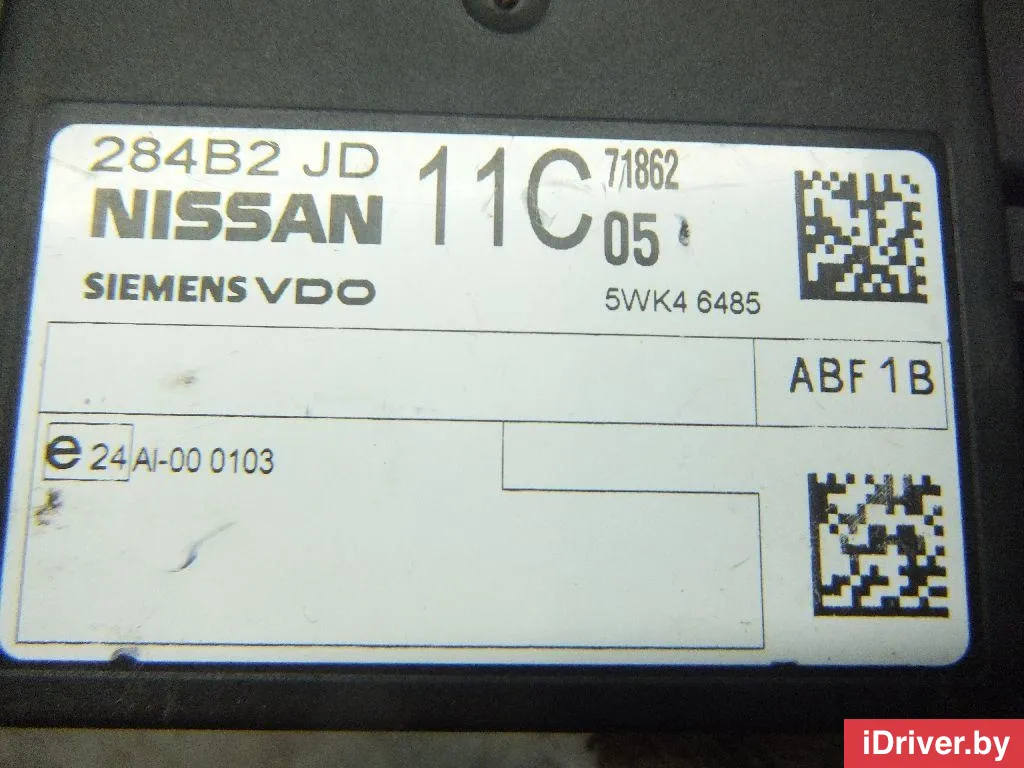 284B2 JD 11C 71862
NISSAN 05
SIEMENS VDO 5WK4 6485
ABF 1B
e 24 AI-00 0103
iDriver.by